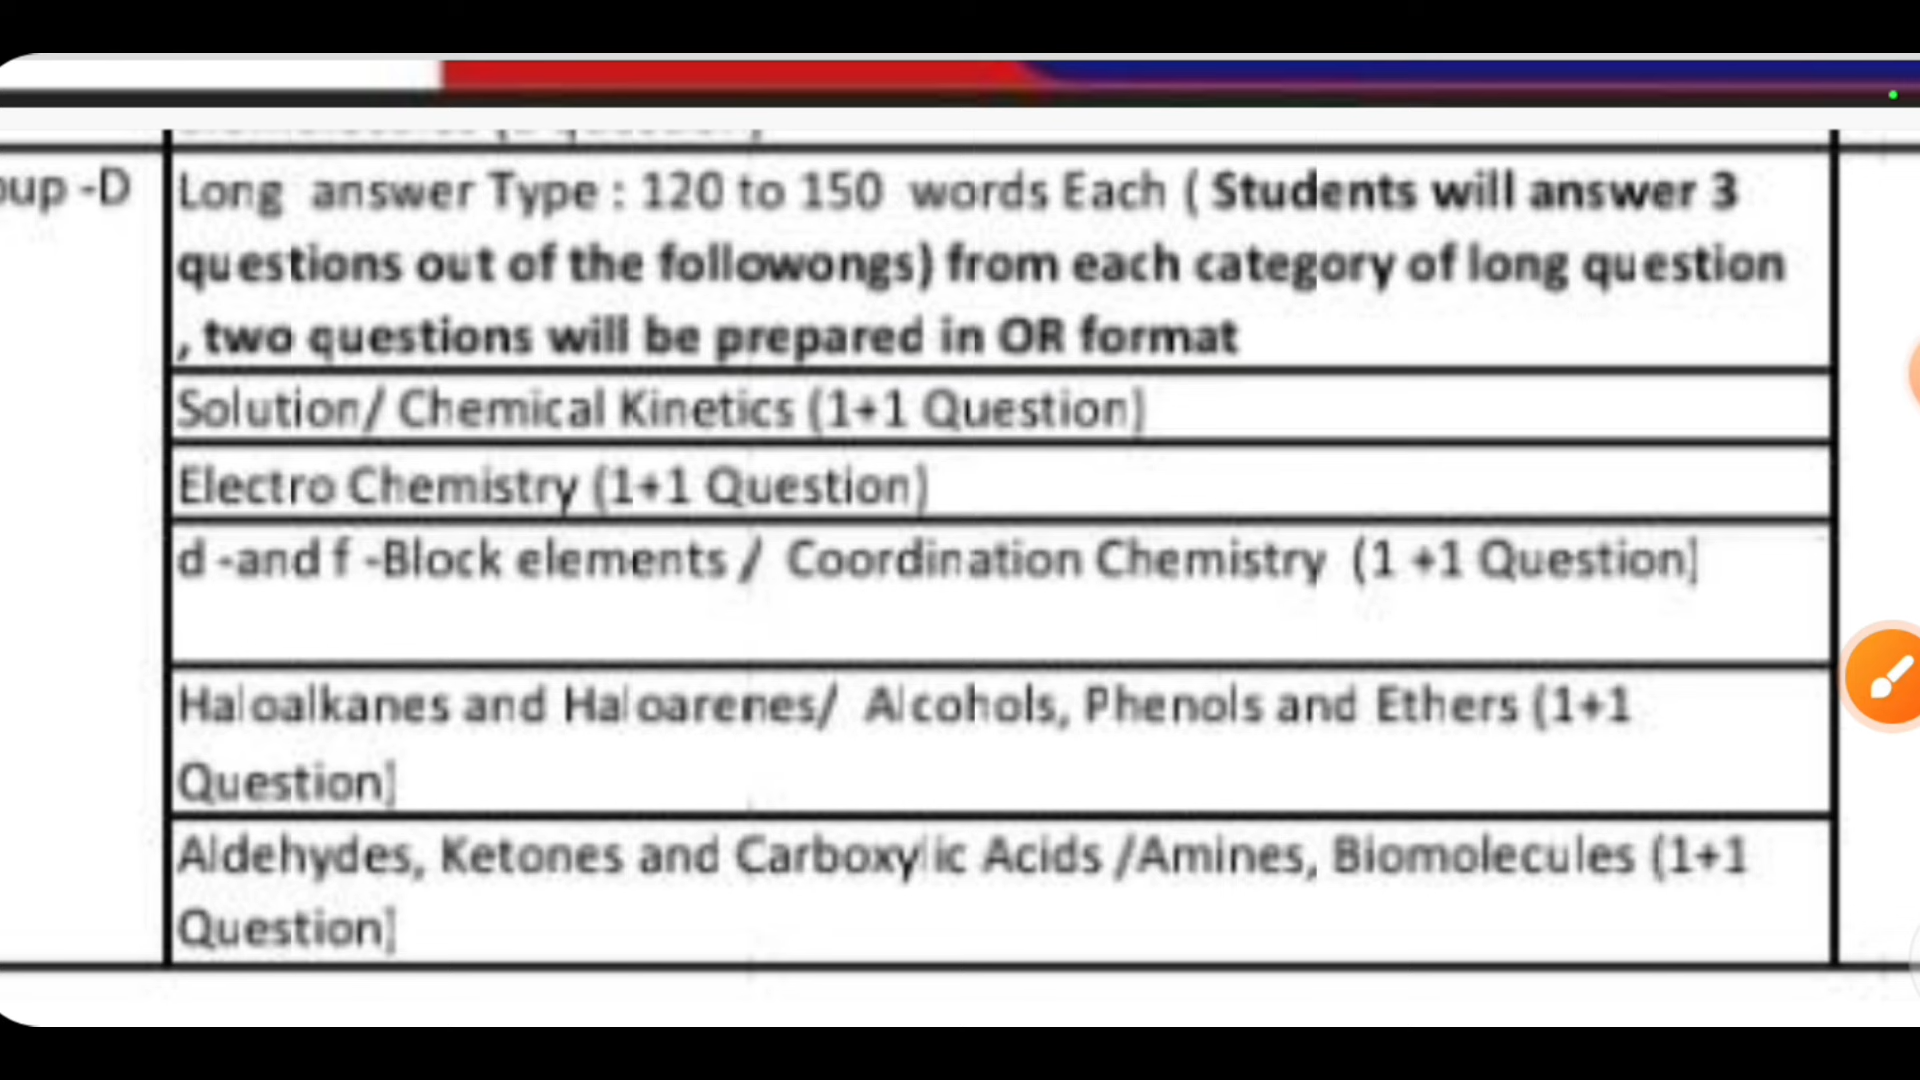 oup -D
Long answer Type : 120 to 150 words Each ( Students will answer 3
questions out of the followongs) from each category of long question
, two questions will be prepared in OR format
Solution/ Chemical Kinetics (1+1 Question)
Electro Chemistry (1+1 Question)
d -and f -Block elements / Coordination Chemistry (1 +1 Question)
Haloalkanes and Haloarenes/ Alcohols, Phenols and Ethers (1+1
Question)
Aldehydes, Ketones and Carboxylic Acids /Amines, Biomolecules (1+1
Question)